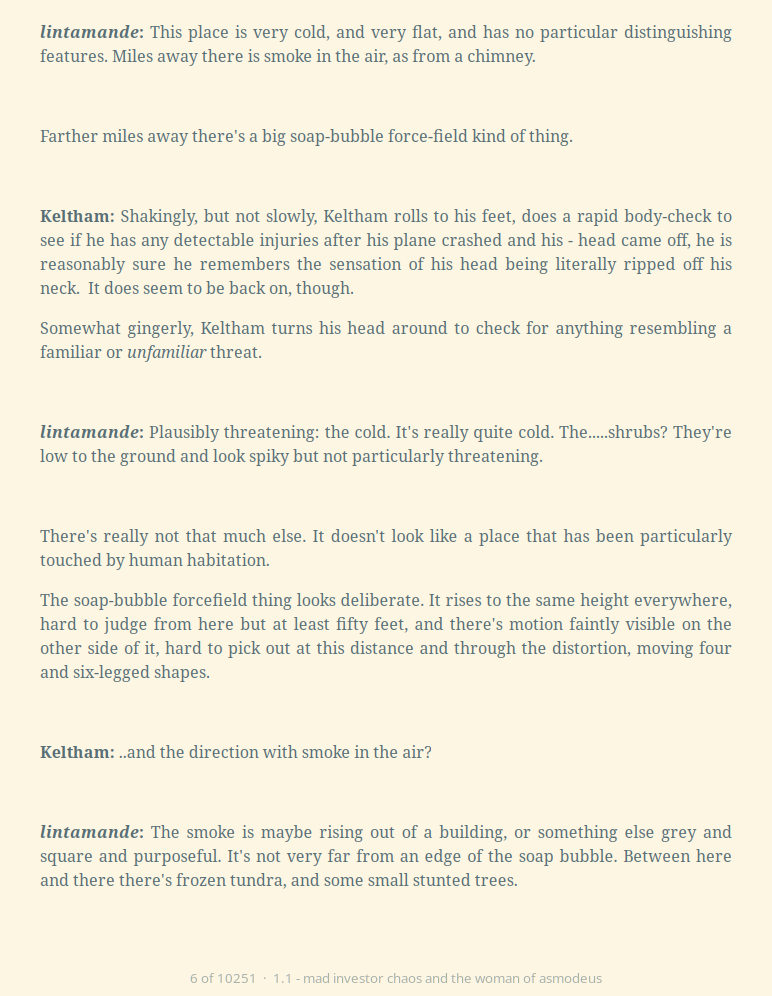 lintamande: This place is very cold, and very flat, and has no particular distinguishing
features. Miles away there is smoke in the air, as from a chimney.
Farther miles away there's a big soap-bubble force-field kind of thing.
Keltham: Shakingly, but not slowly, Keltham rolls to his feet, does a rapid body-check to
see if he has any detectable injuries after his plane crashed and his - head came off, he is
reasonably sure he remembers the sensation of his head being literally ripped off his
neck.  It does seem to be back on, though.
Somewhat gingerly, Keltham turns his head around to check for anything resembling a
familiar or unfamiliar threat.
lintamande: Plausibly threatening: the cold. It's really quite cold. The.....shrubs? They're
low to the ground and look spiky but not particularly threatening.
There's really not that much else. It doesn't look like a place that has been particularly
touched by human habitation.
The soap-bubble forcefield thing looks deliberate. It rises to the same height everywhere,
hard to judge from here but at least fifty feet, and there's motion faintly visible on the
other side of it, hard to pick out at this distance and through the distortion, moving four
and six-legged shapes.
Keltham: ..and the direction with smoke in the air?
lintamande: The smoke is maybe rising out of a building, or something else grey and
square and purposeful. It's not very far from an edge of the soap bubble. Between here
and there there's frozen tundra, and some small stunted trees.
6 of 10251 · 1.1 - mad investor chaos and the woman of asmodeus